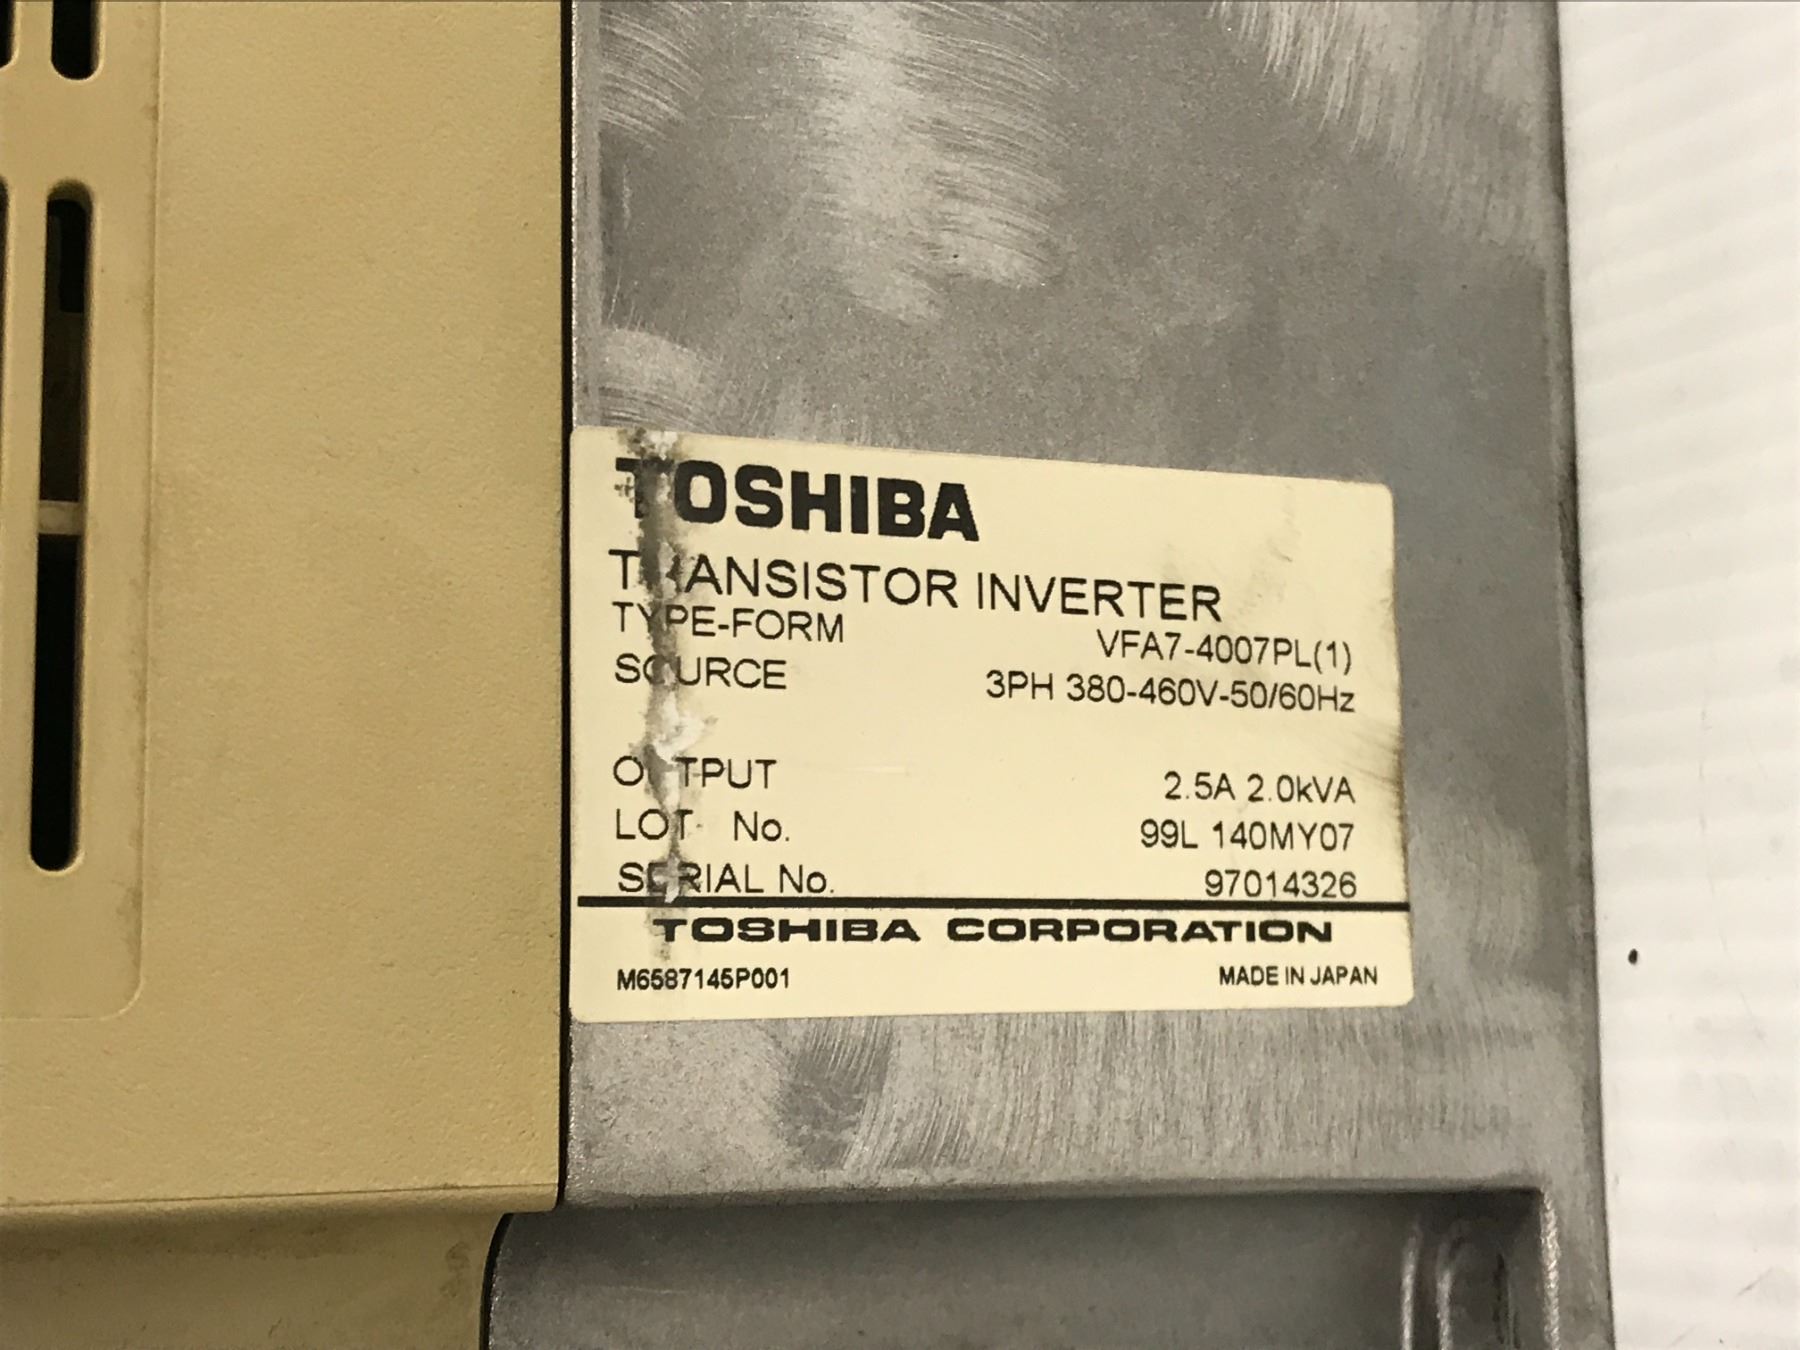 TOSHIBA
TRANSISTOR INVERTER
TYPE-FORM VFA7-4007PL(1)
SOURCE 3PH 380-460V-50/60Hz
OUTPUT 2.5A 2.0kVA
LOT No. 99L 140MY07
SERIAL No. 97014326
TOSHIBA CORPORATION
M6587145P001 MADE IN JAPAN